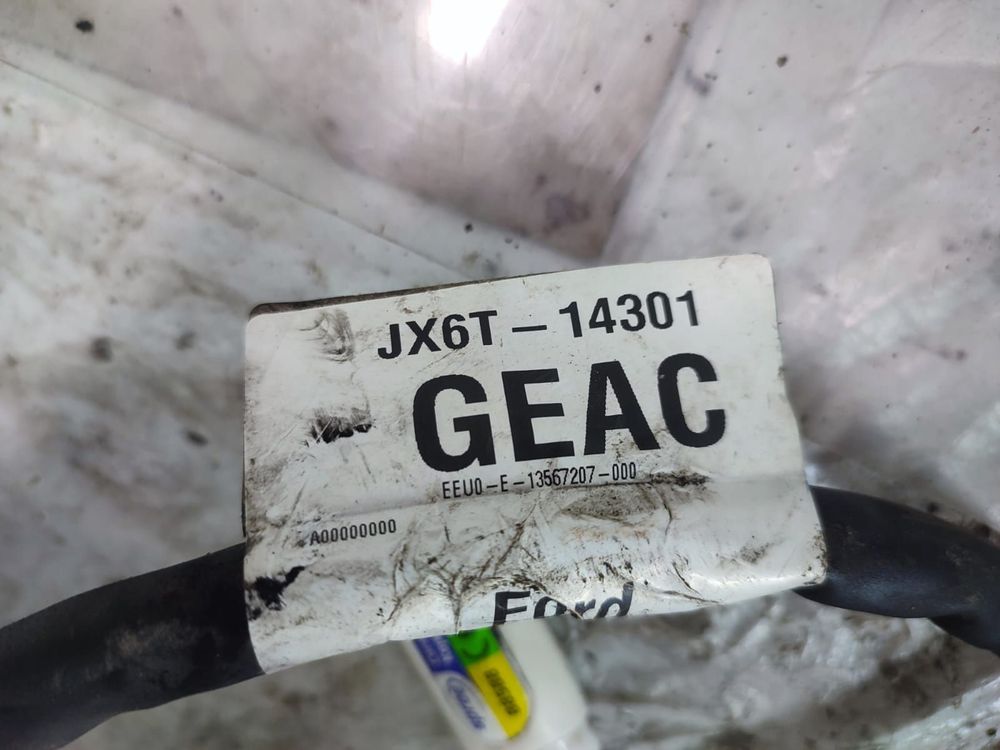 JX6T-14301
GEAC
EEU0-E-13567207-000
A00000000
Ford